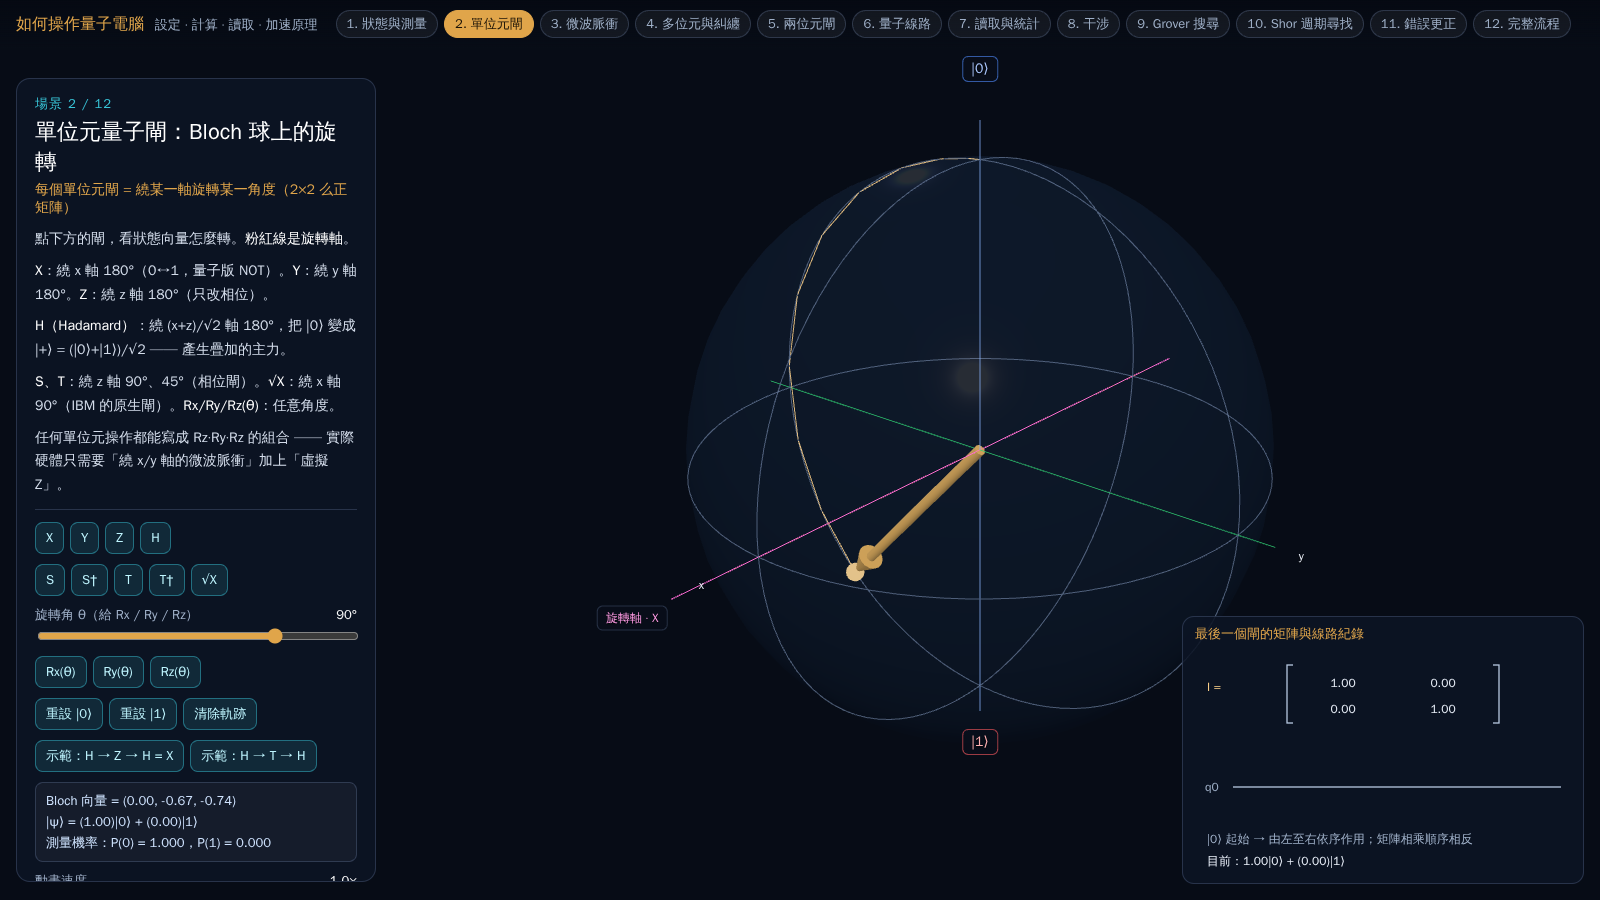 如何操作量子電腦 設定 · 計算 · 讀取 · 加速原理
1. 狀態與測量
2. 單位元閘
3. 微波脈衝
4. 多位元與糾纏
5. 兩位元閘
6. 量子線路
7. 讀取與統計
8. 干涉
9. Grover 搜尋
10. Shor 週期尋找
11. 錯誤更正
12. 完整流程
場景 2 / 12
單位元量子閘：Bloch 球上的旋
轉
每個單位元閘 = 繞某一軸旋轉某一角度（2×2 么正
矩陣）
點下方的閘，看狀態向量怎麼轉。粉紅線是旋轉軸。
X：繞 x 軸 180°（0↔1，量子版 NOT）。Y：繞 y 軸
180°。Z：繞 z 軸 180°（只改相位）。
H（Hadamard）：繞 (x+z)/√2 軸 180°，把 |0⟩ 變成
|+⟩ = (|0⟩+|1⟩)/√2 —— 產生疊加的主力。
S、T：繞 z 軸 90°、45°（相位閘）。√X：繞 x 軸
90°（IBM 的原生閘）。Rx/Ry/Rz(θ)：任意角度。
任何單位元操作都能寫成 Rz·Ry·Rz 的組合 —— 實際
硬體只需要「繞 x/y 軸的微波脈衝」加上「虛擬
Z」。
X Y Z H
S S† T T† √X
旋轉角 θ（給 Rx / Ry / Rz） 90°
Rx(θ) Ry(θ) Rz(θ)
重設 |0⟩ 重設 |1⟩ 清除軌跡
示範：H → Z → H = X 示範：H → T → H
Bloch 向量 = (0.00, -0.67, -0.74)
|ψ⟩ = (1.00)|0⟩ + (0.00)|1⟩
測量機率：P(0) = 1.000，P(1) = 0.000
動畫速度 1.0×
|0⟩
x
y
旋轉軸 · X
|1⟩
最後一個閘的矩陣與線路紀錄
I =
1.00 0.00
0.00 1.00
q0
|0⟩ 起始 → 由左至右依序作用；矩陣相乘順序相反
目前：1.00|0⟩ + (0.00)|1⟩